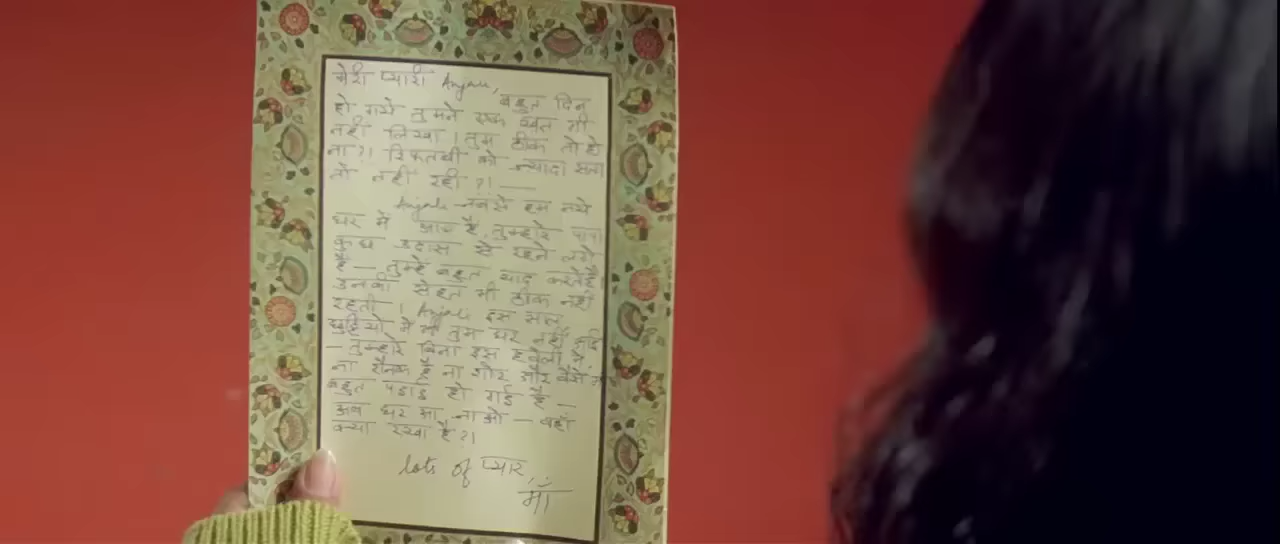 मेरी प्यारी Anjali,
बहुत दिन
हो गये तुमने एक खत भी
नहीं लिखा । तुम ठीक तो हो
ना ?! रिफतबी को ज्यादा सता
तो नहीं रही ?! —
Anjali जबसे हम नये
घर में आये है, तुम्हारे पापा
कुछ उदास से रहने लगे
हैं — तुम्हे बहुत याद करते हैं
उनकी सेहत भी ठीक नहीं
रहती । Anjali इस साल
छुट्टियो में भी तुम घर नहीं आई
— तुम्हारे बिना इस हवेली में
ना रौनक है ना शोर और वैसे भी
बहुत पढाई हो गई है —
अब घर आ जाओ — वहाँ
क्या रखा है ?!
lots of प्यार,
माँ